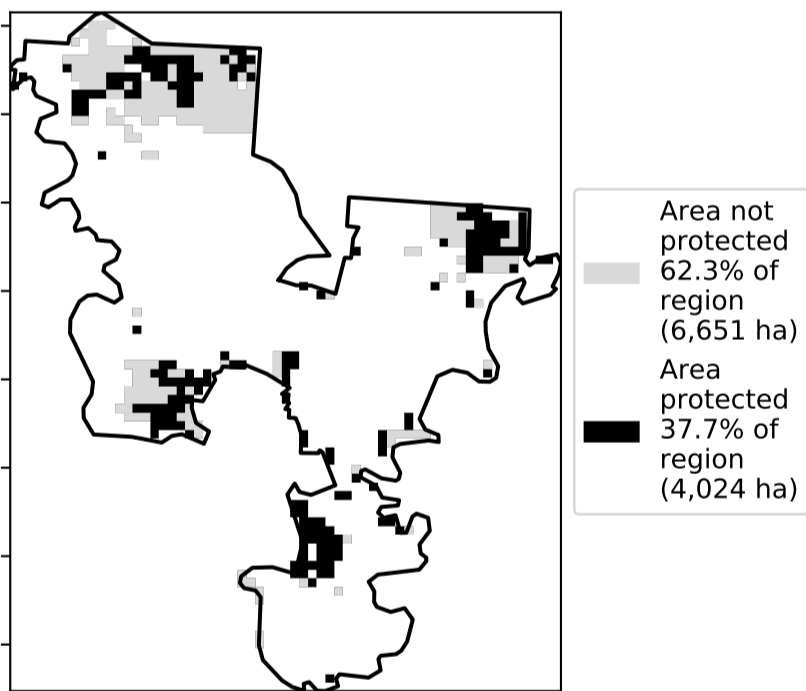 Area not
protected
62.3% of
region
(6,651 ha)
Area
protected
37.7% of
region
(4,024 ha)